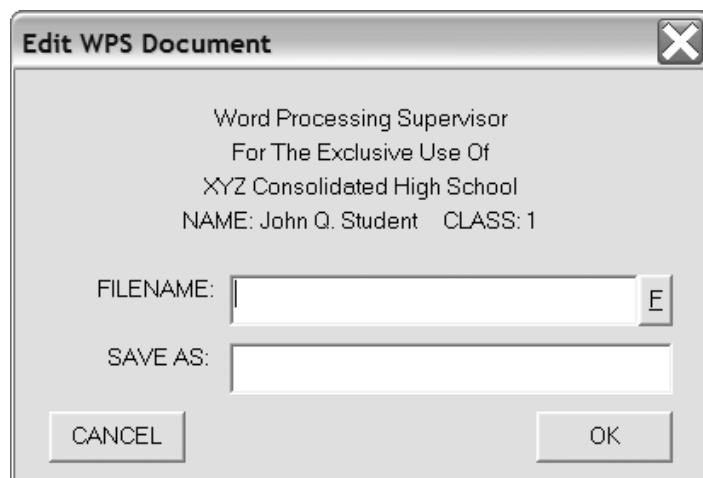 Edit WPS Document
Word Processing Supervisor
For The Exclusive Use Of
XYZ Consolidated High School
NAME: John Q. Student CLASS: 1
FILENAME: F
SAVE AS:
CANCEL OK